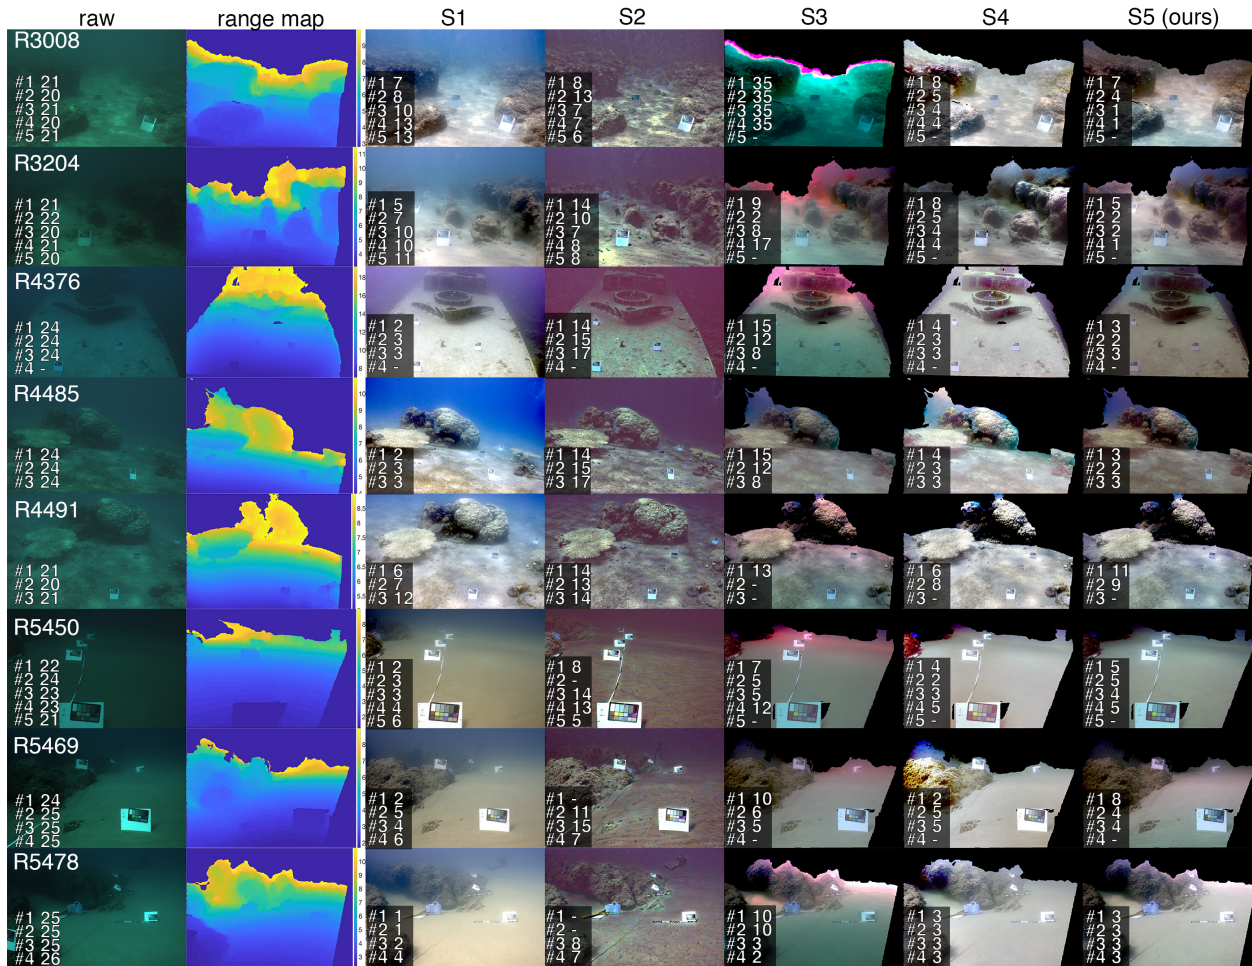 raw range map S1 S2 S3 S4 S5 (ours)
R3008
#1 21 #1 7 #1 8 #1 35 #1 8 #1 7
#2 20 #2 8 #2 13 #2 35 #2 5 #2 4
#3 21 #3 10 #3 7 #3 35 #3 4 #3 4
#4 20 #4 13 #4 7 #4 35 #4 4 #4 1
#5 21 #5 13 #5 6 #5 - #5 - #5 -
R3204
#1 21 #1 5 #1 14 #1 9 #1 8 #1 5
#2 22 #2 7 #2 10 #2 2 #2 5 #2 2
#3 20 #3 10 #3 7 #3 8 #3 4 #3 2
#4 21 #4 10 #4 8 #4 17 #4 4 #4 1
#5 20 #5 11 #5 8 #5 - #5 - #5 -
R4376
#1 24 #1 2 #1 14 #1 15 #1 4 #1 3
#2 24 #2 3 #2 15 #2 12 #2 3 #2 2
#3 24 #3 3 #3 17 #3 8 #3 3 #3 3
#4 - #4 - #4 - #4 - #4 - #4 -
R4485
#1 24 #1 2 #1 14 #1 15 #1 4 #1 3
#2 24 #2 3 #2 15 #2 12 #2 3 #2 2
#3 24 #3 3 #3 17 #3 8 #3 3 #3 3
R4491
#1 21 #1 6 #1 14 #1 13 #1 6 #1 11
#2 20 #2 7 #2 13 #2 - #2 8 #2 9
#3 21 #3 12 #3 14 #3 - #3 - #3 -
R5450
#1 22 #1 2 #1 8 #1 7 #1 4 #1 5
#2 24 #2 3 #2 - #2 5 #2 2 #2 5
#3 24 #3 3 #3 14 #3 5 #3 3 #3 5
#4 23 #4 4 #4 13 #4 12 #4 5 #4 5
#5 21 #5 6 #5 5 #5 - #5 - #5 -
R5469
#1 24 #1 2 #1 - #1 10 #1 2 #1 8
#2 25 #2 5 #2 11 #2 6 #2 5 #2 4
#3 25 #3 4 #3 15 #3 5 #3 5 #3 4
#4 25 #4 6 #4 7 #4 - #4 - #4 -
R5478
#1 25 #1 1 #1 - #1 10 #1 3 #1 3
#2 25 #2 1 #2 - #2 10 #2 3 #2 3
#3 25 #3 2 #3 8 #3 3 #3 3 #3 3
#4 26 #4 4 #4 7 #4 2 #4 3 #4 3